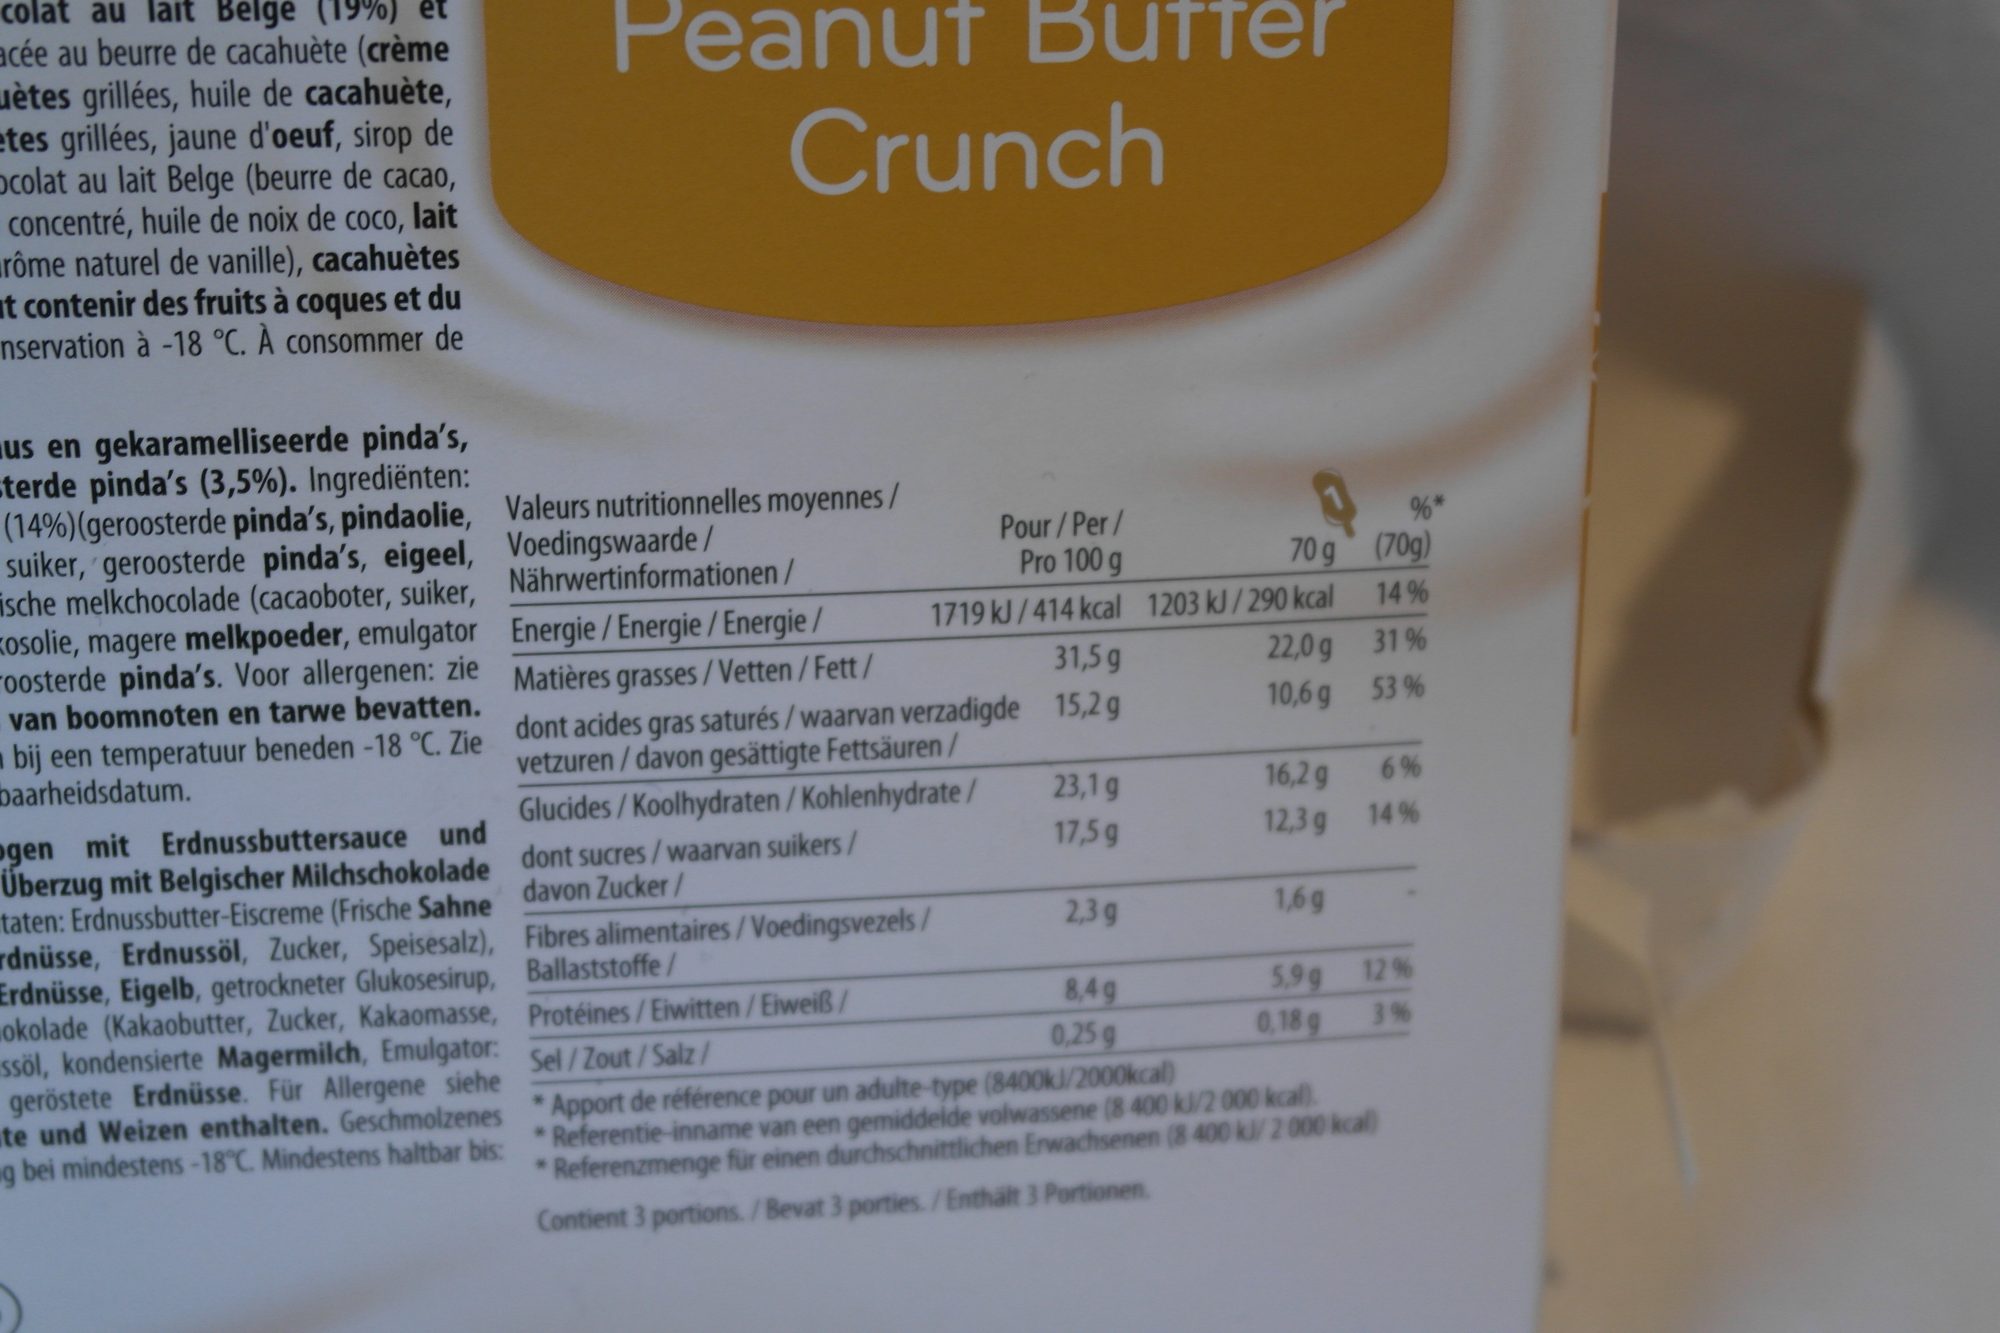 colat au lait Belge (19%) et
acée au beurre de cacahuète (crème
uètes grillées, huile de cacahuète,
etes grillées, jaune d'oeuf, sirop de
ocolat au lait Belge (beurre de cacao,
concentré, huile de noix de coco, lait
arôme naturel de vanille), cacahuètes
ut contenir des fruits à coques et du
nservation à -18 °C. À consommer de
us en gekaramelliseerde pinda's,
sterde pinda's (3,5%). Ingrediënten:
(14%)(geroosterde pinda's, pindaolie,
suiker, geroosterde pinda's, eigeel,
ische melkchocolade (cacaoboter, suiker,
kosolie, magere melkpoeder, emulgator
roosterde pinda's. Voor allergenen: zie
van boomnoten en tarwe bevatten.
bij een temperatuur beneden -18 °C. Zie
baarheidsdatum.
ogen mit Erdnussbuttersauce und
Überzug mit Belgischer Milchschokolade
taten: Erdnussbutter-Eiscreme (Frische Sahne
rdnüsse, Erdnussöl, Zucker, Speisesalz),
Erdnüsse, Eigelb, getrockneter Glukosesirup,
okolade (Kakaobutter, Zucker, Kakaomasse,
ssöl, kondensierte Magermilch, Emulgator:
geröstete Erdnüsse. Für Allergene siehe
te und Weizen enthalten. Geschmolzenes
g bei mindestens -18°C. Mindestens haltbar bis:
Peanut Butter
Crunch
Valeurs nutritionnelles moyennes /
Voedingswaarde /
Nährwertinformationen /
Pour / Per /
Pro 100 g
1
70 g
%*
(70g)
Energie / Energie / Energie / 1719 kJ / 414 kcal 1203 kJ / 290 kcal 14 %
Matières grasses / Vetten / Fett / 31,5 g 22,0 g 31 %
dont acides gras saturés / waarvan verzadigde 15,2 g 10,6 g 53 %
vetzuren / davon gesättigte Fettsäuren /
Glucides / Koolhydraten / Kohlenhydrate / 23,1 g 16,2 g 6 %
dont sucres / waarvan suikers / 17,5 g 12,3 g 14 %
davon Zucker /
Fibres alimentaires / Voedingsvezels / 2,3 g 1,6 g -
Ballaststoffe /
Protéines / Eiwitten / Eiweiß / 8,4 g 5,9 g 12 %
Sel / Zout / Salz / 0,25 g 0,18 g 3 %
* Apport de référence pour un adulte-type (8400kJ/2000kcal)
* Referentie-inname van een gemiddelde volwassene (8 400 kJ/2 000 kcal).
* Referenzmenge für einen durchschnittlichen Erwachsenen (8 400 kJ/ 2 000 kcal)
Contient 3 portions. / Bevat 3 porties. / Enthält 3 Portionen.